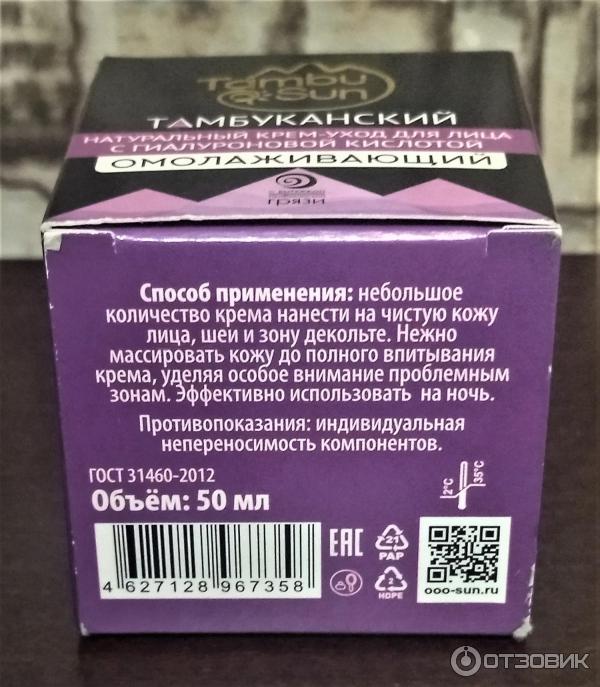 Tambu
Sun
ТАМБУКАНСКИЙ
НАТУРАЛЬНЫЙ КРЕМ-УХОД ДЛЯ ЛИЦА
С ГИАЛУРОНОВОЙ КИСЛОТОЙ
ОМОЛАЖИВАЮЩИЙ
грязи
Способ применения: небольшое
количество крема нанести на чистую кожу
лица, шеи и зону декольте. Нежно
массировать кожу до полного впитывания
крема, уделяя особое внимание проблемным
зонам. Эффективно использовать на ночь.
Противопоказания: индивидуальная
непереносимость компонентов.
ГОСТ 31460-2012
Объём: 50 мл
2°C 35°C
4 627128 967358
EAC
21
PAP
2
HDPE
ooo-sun.ru
ОТЗОВИК